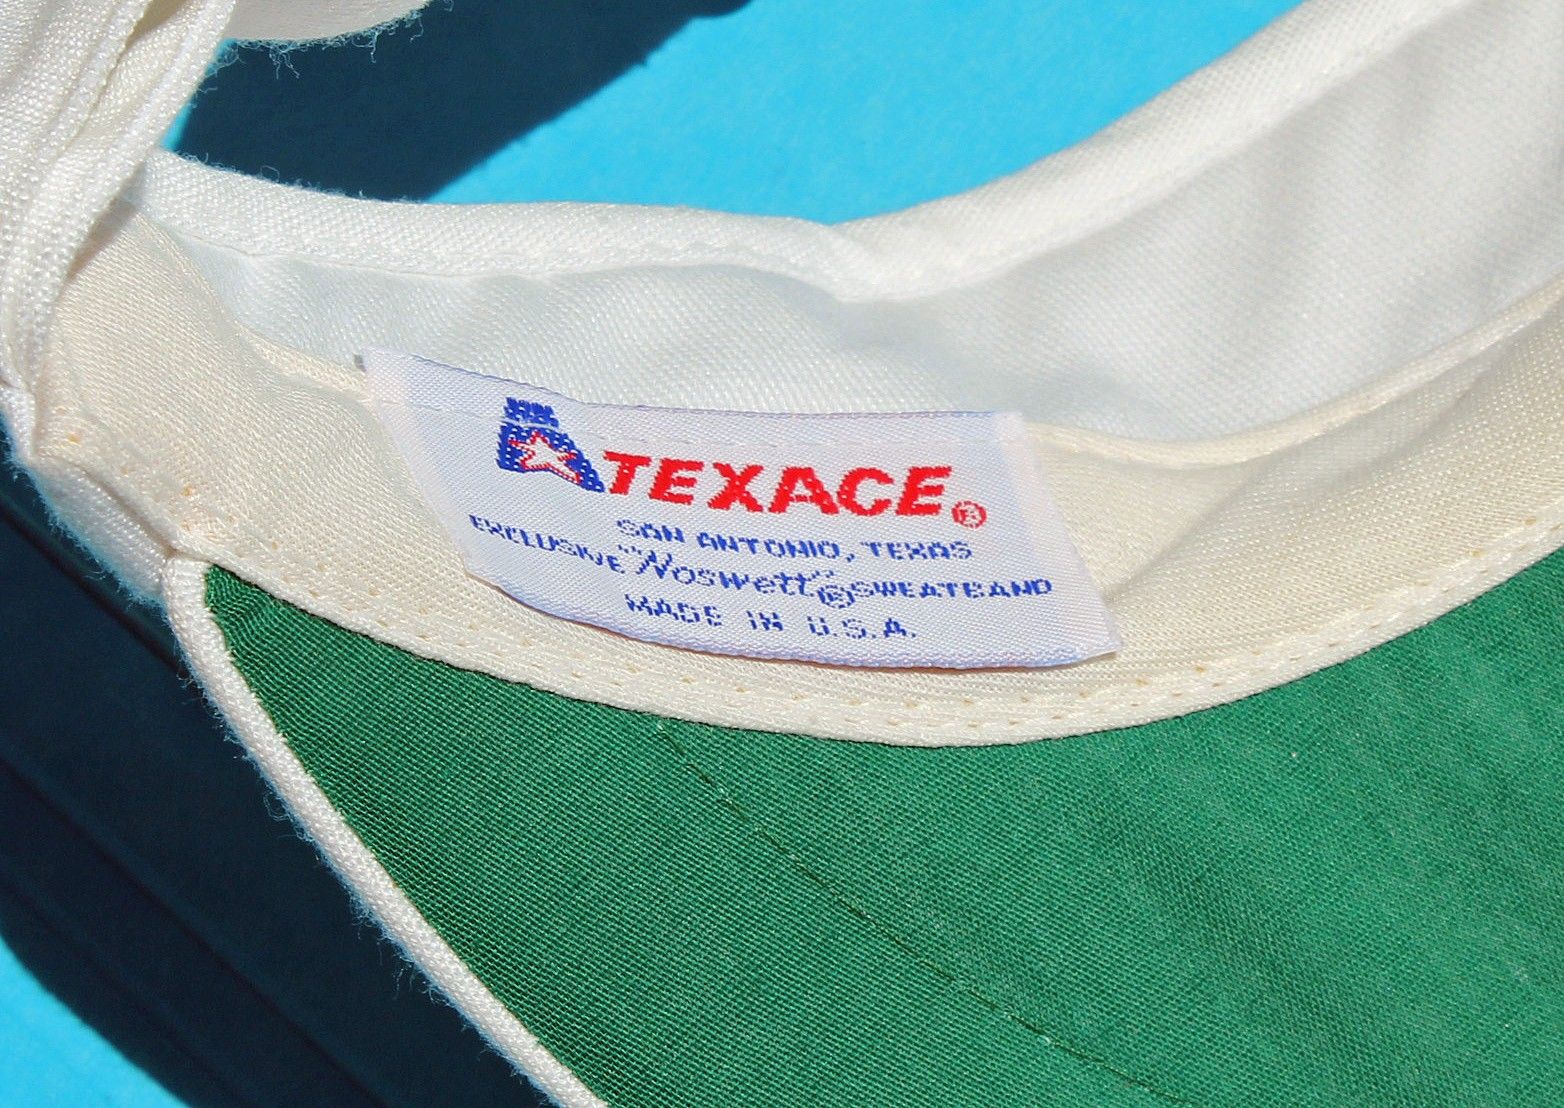 TEXACE®
SAN ANTONIO, TEXAS
EXCLUSIVE "Noswett"® SWEATBAND
MADE IN U.S.A.